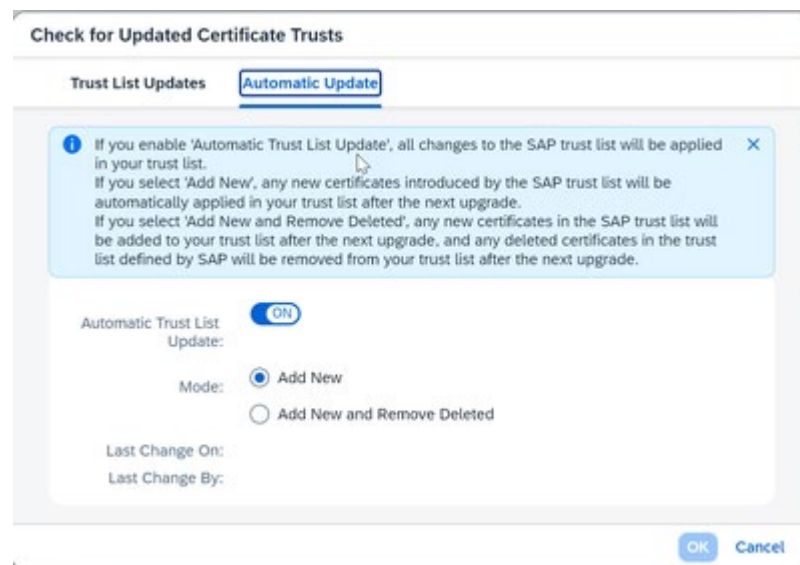 Check for Updated Certificate Trusts
Trust List Updates
Automatic Update
If you enable 'Automatic Trust List Update', all changes to the SAP trust list will be applied
in your trust list.
If you select 'Add New', any new certificates introduced by the SAP trust list will be
automatically applied in your trust list after the next upgrade.
If you select 'Add New and Remove Deleted', any new certificates in the SAP trust list will
be added to your trust list after the next upgrade, and any deleted certificates in the trust
list defined by SAP will be removed from your trust list after the next upgrade.
Automatic Trust List
Update:
ON
Mode:
Add New
Add New and Remove Deleted
Last Change On:
Last Change By:
OK
Cancel